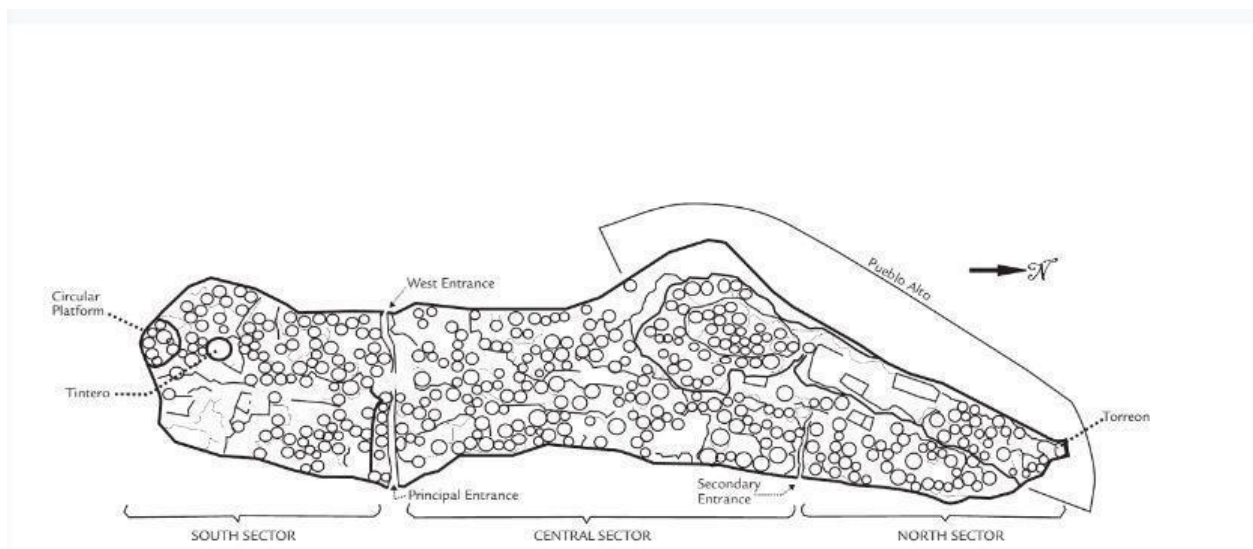 Pueblo Alto
N
Circular
Platform
West Entrance
Tintero
Torreon
Principal Entrance
Secondary
Entrance
SOUTH SECTOR
CENTRAL SECTOR
NORTH SECTOR